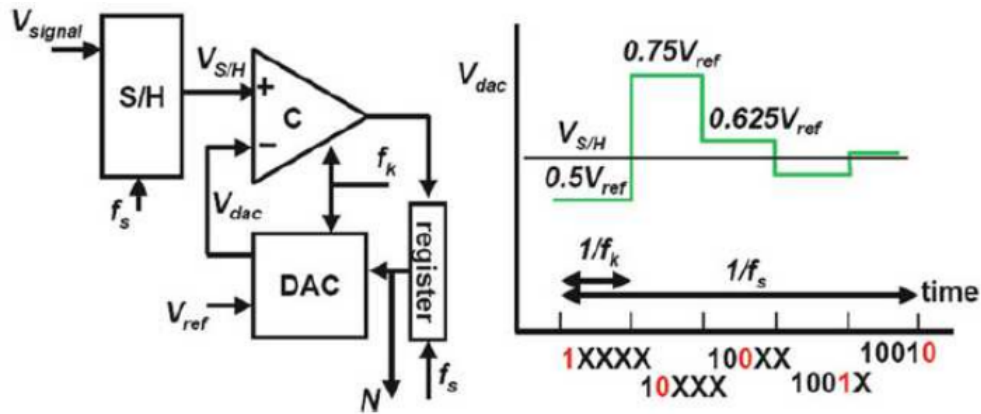 V_signal
S/H
f_s
V_S/H
+
C
−
V_dac
f_k
DAC
V_ref
register
N
f_s
V_dac
0.75V_ref
0.625V_ref
V_S/H
0.5V_ref
1/f_k
1/f_s
time
1XXXX
10XXX
100XX
1001X
10010